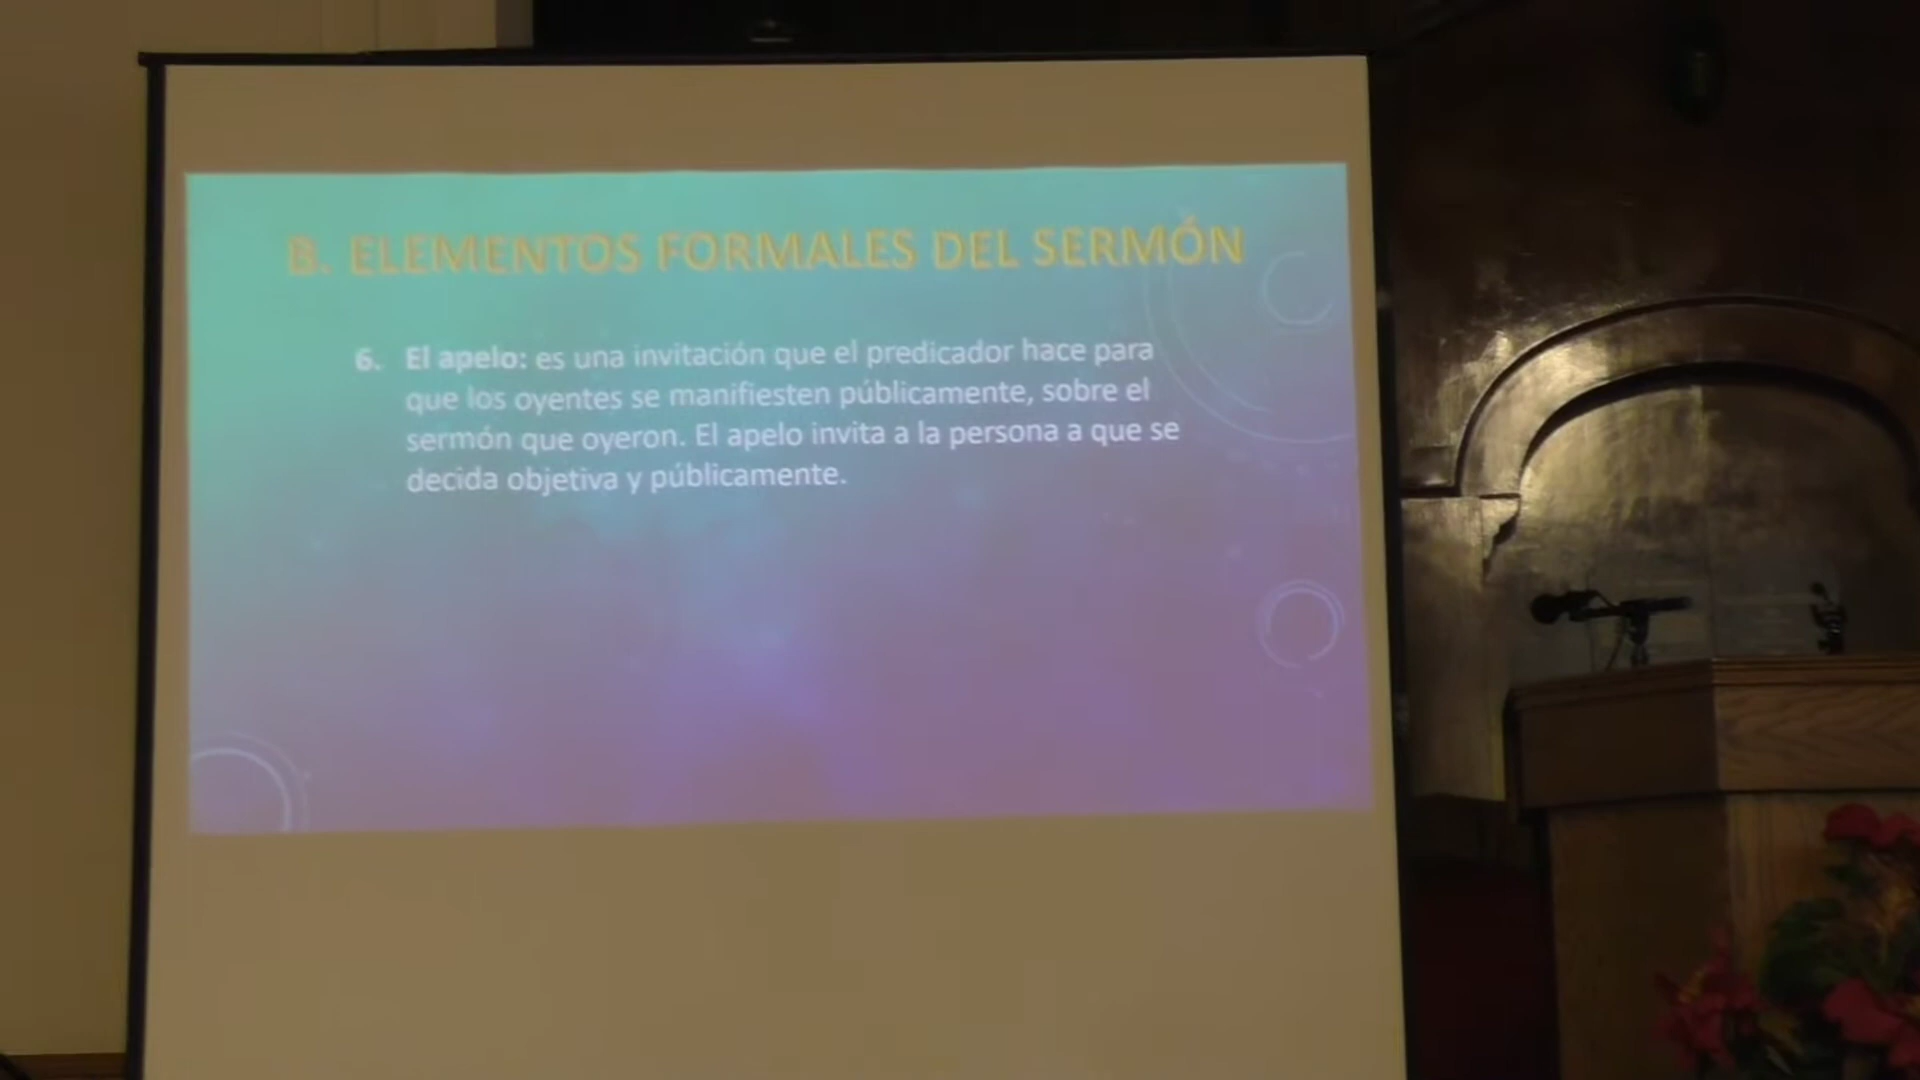 B. ELEMENTOS FORMALES DEL SERMÓN
6. El apelo: es una invitación que el predicador hace para
que los oyentes se manifiesten públicamente, sobre el
sermón que oyeron. El apelo invita a la persona a que se
decida objetiva y públicamente.